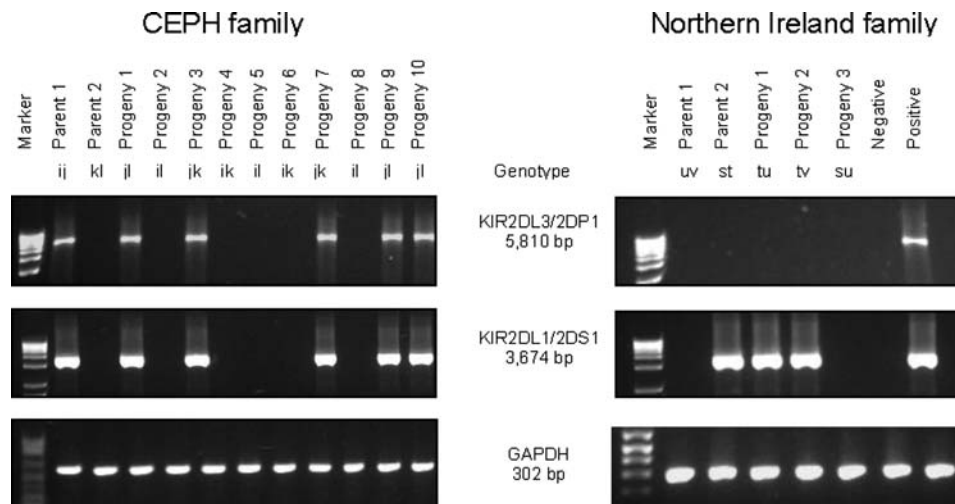 CEPH family
Northern Ireland family
Marker
Parent 1
Parent 2
Progeny 1
Progeny 2
Progeny 3
Progeny 4
Progeny 5
Progeny 6
Progeny 7
Progeny 8
Progeny 9
Progeny 10
Marker
Parent 1
Parent 2
Progeny 1
Progeny 2
Progeny 3
Negative
Positive
ij kl jl il jk ik il ik jk il jl jl
Genotype
uv st tu tv su
KIR2DL3/2DP1
5,810 bp
KIR2DL1/2DS1
3,674 bp
GAPDH
302 bp